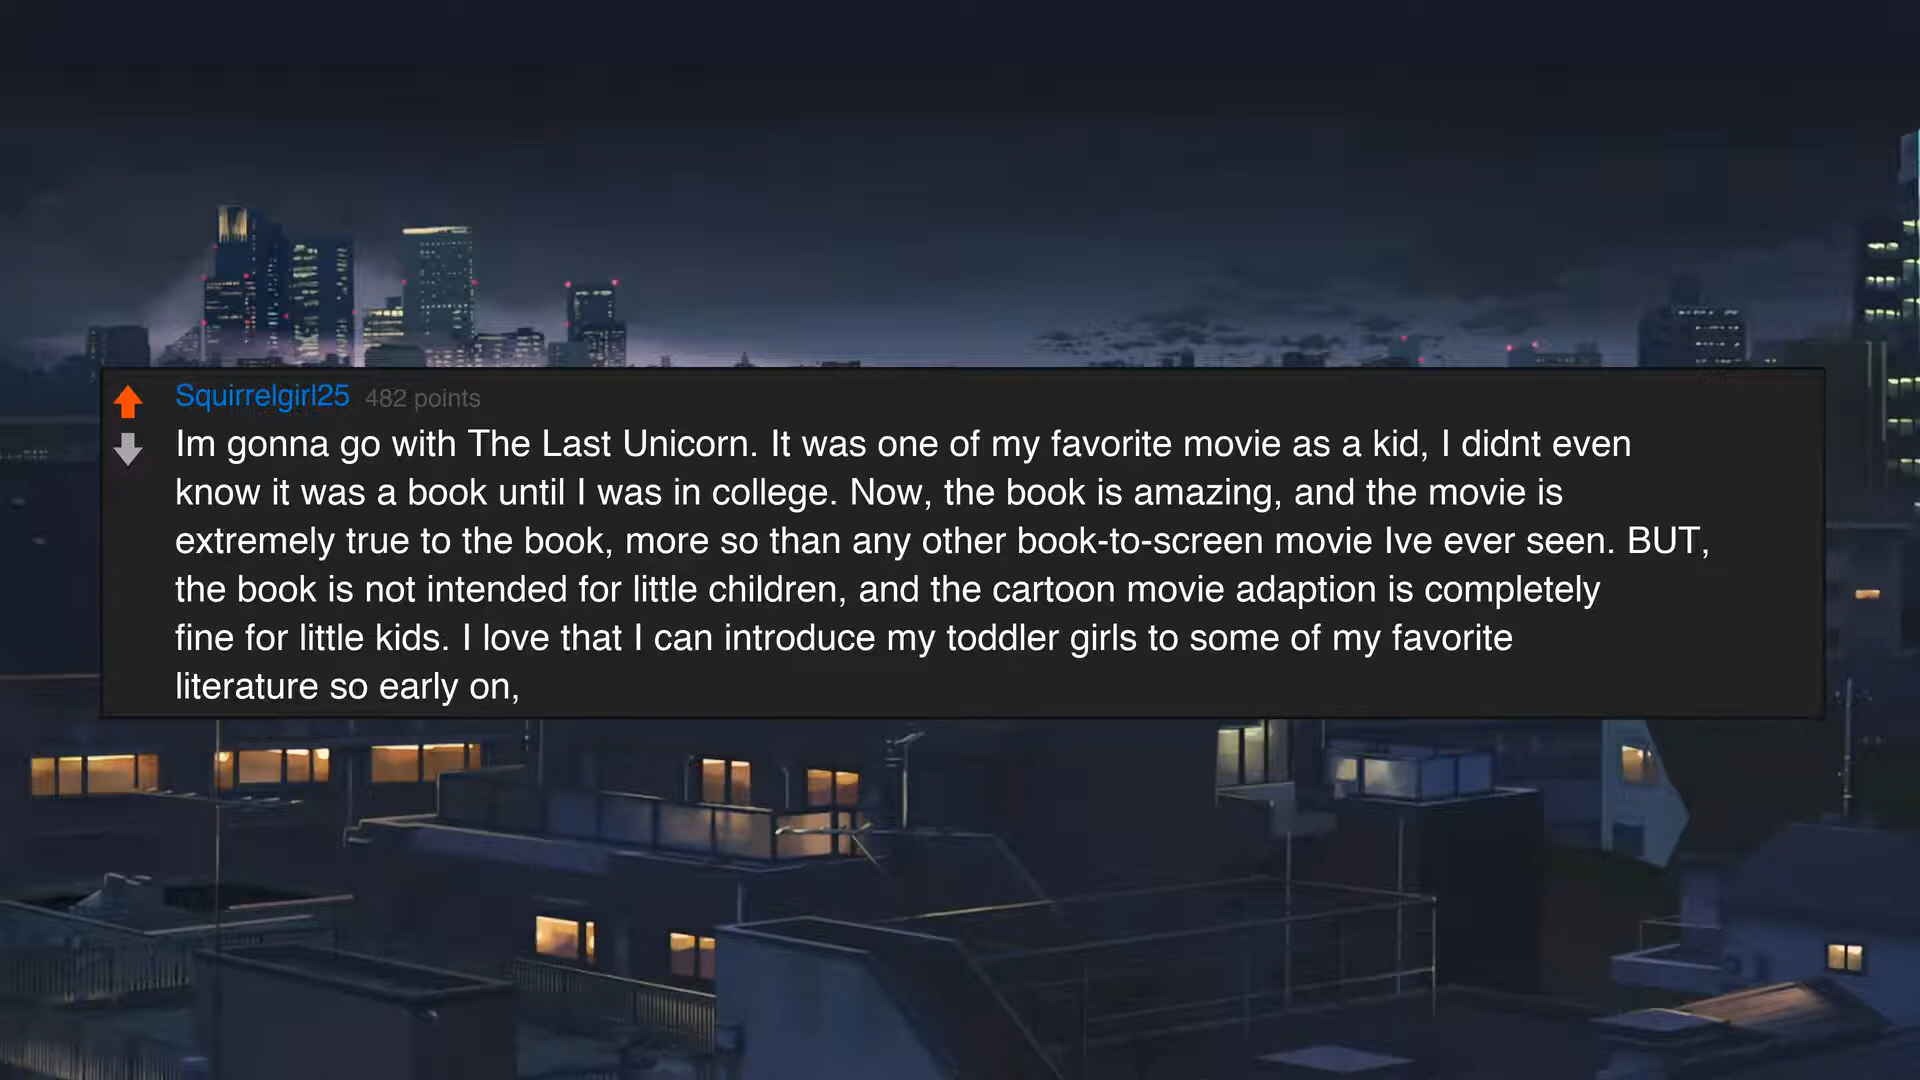 Squirrelgirl25 482 points
Im gonna go with The Last Unicorn. It was one of my favorite movie as a kid, I didnt even
know it was a book until I was in college. Now, the book is amazing, and the movie is
extremely true to the book, more so than any other book-to-screen movie Ive ever seen. BUT,
the book is not intended for little children, and the cartoon movie adaption is completely
fine for little kids. I love that I can introduce my toddler girls to some of my favorite
literature so early on,